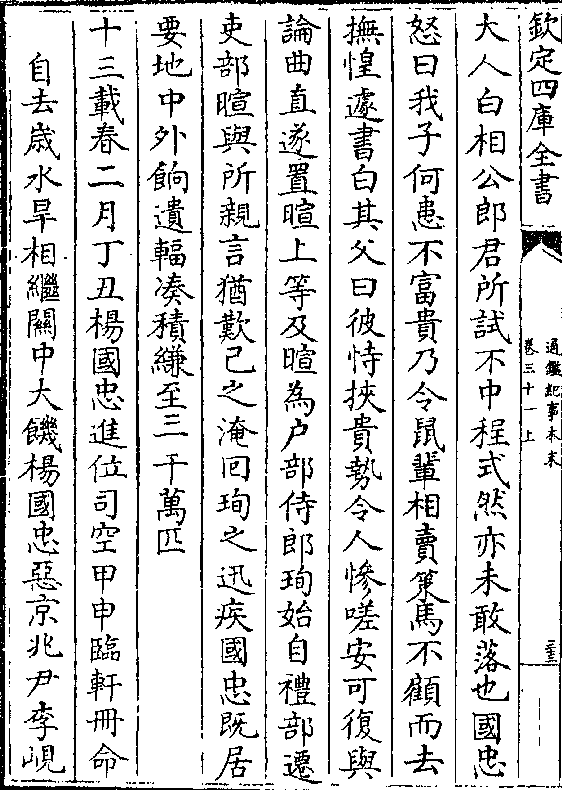 欽定四庫全書
通鑑紀事本末
卷三十一上
三三
大人白相公郎君所試不中程式然亦未敢落也國忠
怒曰我子何患不富貴乃令鼠輩相賣策馬不顧而去
撫惶遽書白其父曰彼恃挾貴勢令人慘嗟安可復與
論曲直遂置暄上等及暄為户部侍郎珣始自禮部遷
吏部暄與所親言猶歎己之淹回珣之迅疾國忠既居
要地中外餉遺輻湊積縑至三千萬匹
十三載春二月丁丑楊國忠進位司空甲申臨軒冊命
自去歲水旱相繼關中大饑楊國忠惡京兆尹李峴